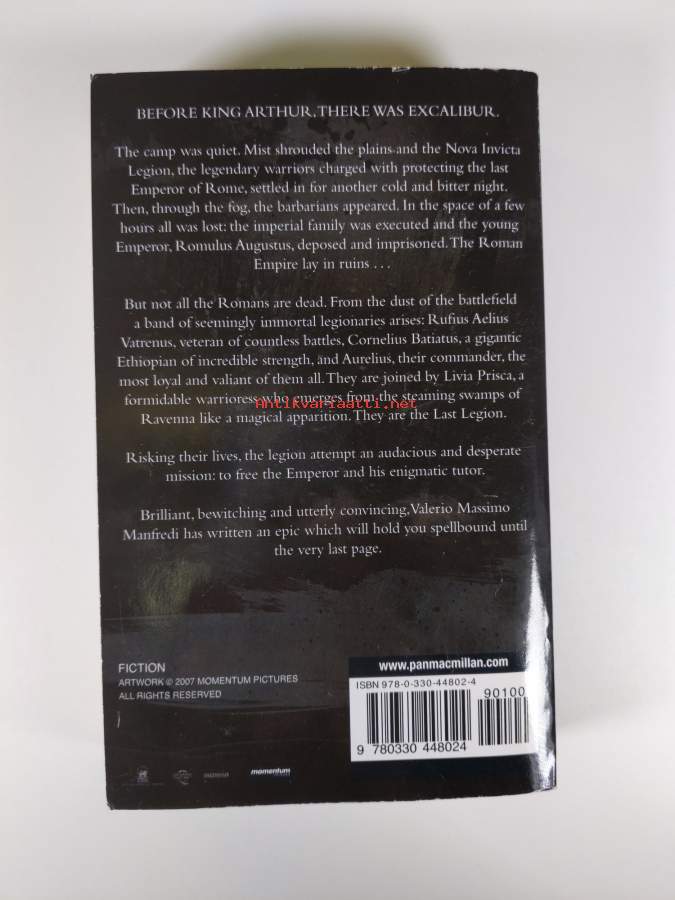 BEFORE KING ARTHUR, THERE WAS EXCALIBUR.
The camp was quiet. Mist shrouded the plains and the Nova Invicta
Legion, the legendary warriors charged with protecting the last
Emperor of Rome, settled in for another cold and bitter night.
Then, through the fog, the barbarians appeared. In the space of a few
hours all was lost: the imperial family was executed and the young
Emperor, Romulus Augustus, deposed and imprisoned. The Roman
Empire lay in ruins . . .
But not all the Romans are dead. From the dust of the battlefield
a band of seemingly immortal legionaries arises: Rufius Aelius
Vatrenus, veteran of countless battles, Cornelius Batiatus, a gigantic
Ethiopian of incredible strength, and Aurelius, their commander, the
most loyal and valiant of them all. They are joined by Livia Prisca, a
formidable warrioress who emerges from the steaming swamps of
Antikvariaatti.net
Ravenna like a magical apparition. They are the Last Legion.
Risking their lives, the legion attempt an audacious and desperate
mission: to free the Emperor and his enigmatic tutor.
Brilliant, bewitching and utterly convincing, Valerio Massimo
Manfredi has written an epic which will hold you spellbound until
the very last page.
FICTION
ARTWORK © 2007 MOMENTUM PICTURES
ALL RIGHTS RESERVED
www.panmacmillan.com
ISBN 978-0-330-44802-4
90100
9 780330 448024
momentum